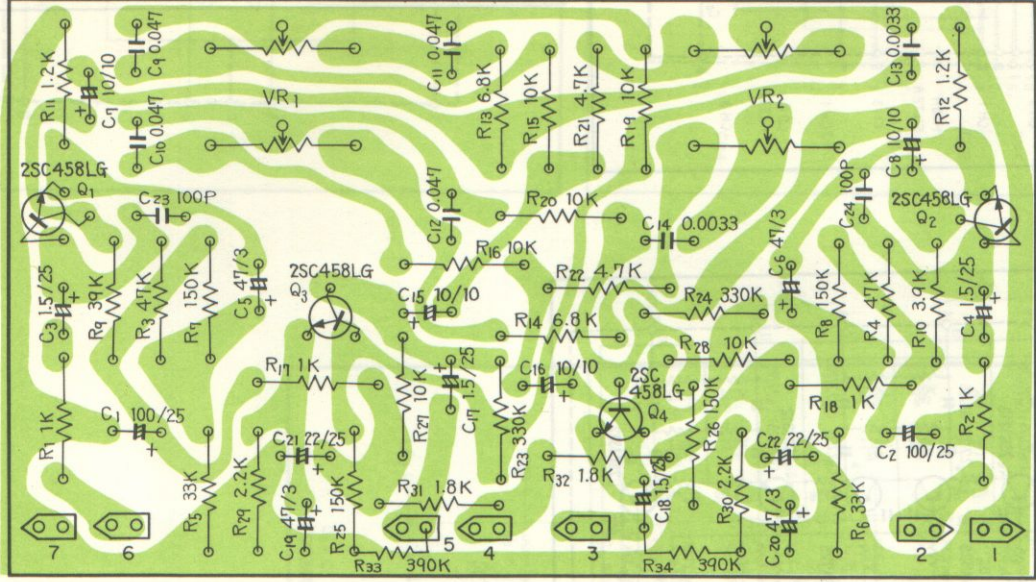 R11 1.2K
C7 10/10
C9 0.047
C10 0.047
VR1
C11 0.047
R13 6.8K
R15 10K
R21 4.7K
R19 10K
VR2
C13 0.0033
C8 10/10
R12 1.2K
2SC458LG
Q1
C23 100P
C12 0.047
R20 10K
C14 0.0033
C24 100P
2SC458LG
Q2
C3 1.5/25
R9 3.9K
R3 47K
R7 150K
C5 47/3
2SC458LG
Q3
R16 10K
C15 10/10
R22 4.7K
R14 6.8K
R24 330K
C6 47/3
R8 150K
R4 47K
R10 3.9K
C4 1.5/25
R28 10K
R17 1K
R27 10K
C17 1.5/25
C16 10/10
2SC
458LG
Q4
R26 150K
R18 1K
R1 1K
C1 100/25
R23 330K
C2 100/25
R2 1K
R5 33K
R29 2.2K
C21 22/25
C19 47/3
R25 150K
R31 1.8K
R32 1.8K
C18 1.5/25
R30 2.2K
C22 22/25
C20 47/3
R6 33K
R33 390K
R34 390K
7
6
5
4
3
2
1